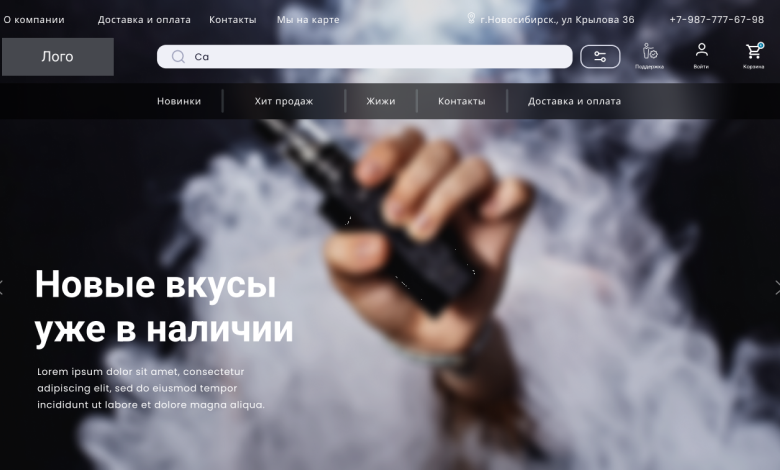 О компании Доставка и оплата Контакты Мы на карте г.Новосибирск., ул Крылова 36 +7-987-777-67-98
Лого Са Поддержка Войти Корзина
Новинки Хит продаж Жижи Контакты Доставка и оплата
Новые вкусы
уже в наличии
Lorem ipsum dolor sit amet, consectetur
adipiscing elit, sed do eiusmod tempor
incididunt ut labore et dolore magna aliqua.